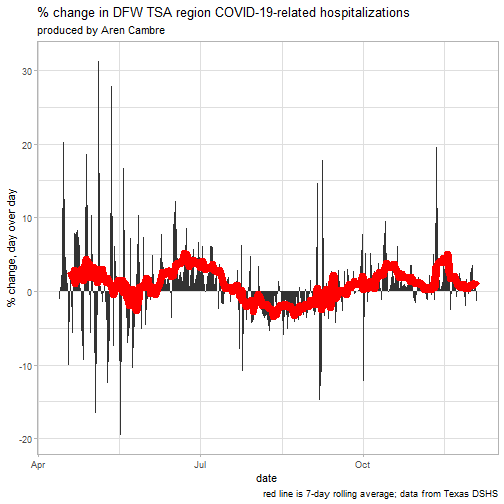 % change in DFW TSA region COVID-19-related hospitalizations
produced by Aren Cambre
% change, day over day
30
20
10
0
-10
-20
Apr
Jul
Oct
date
red line is 7-day rolling average; data from Texas DSHS